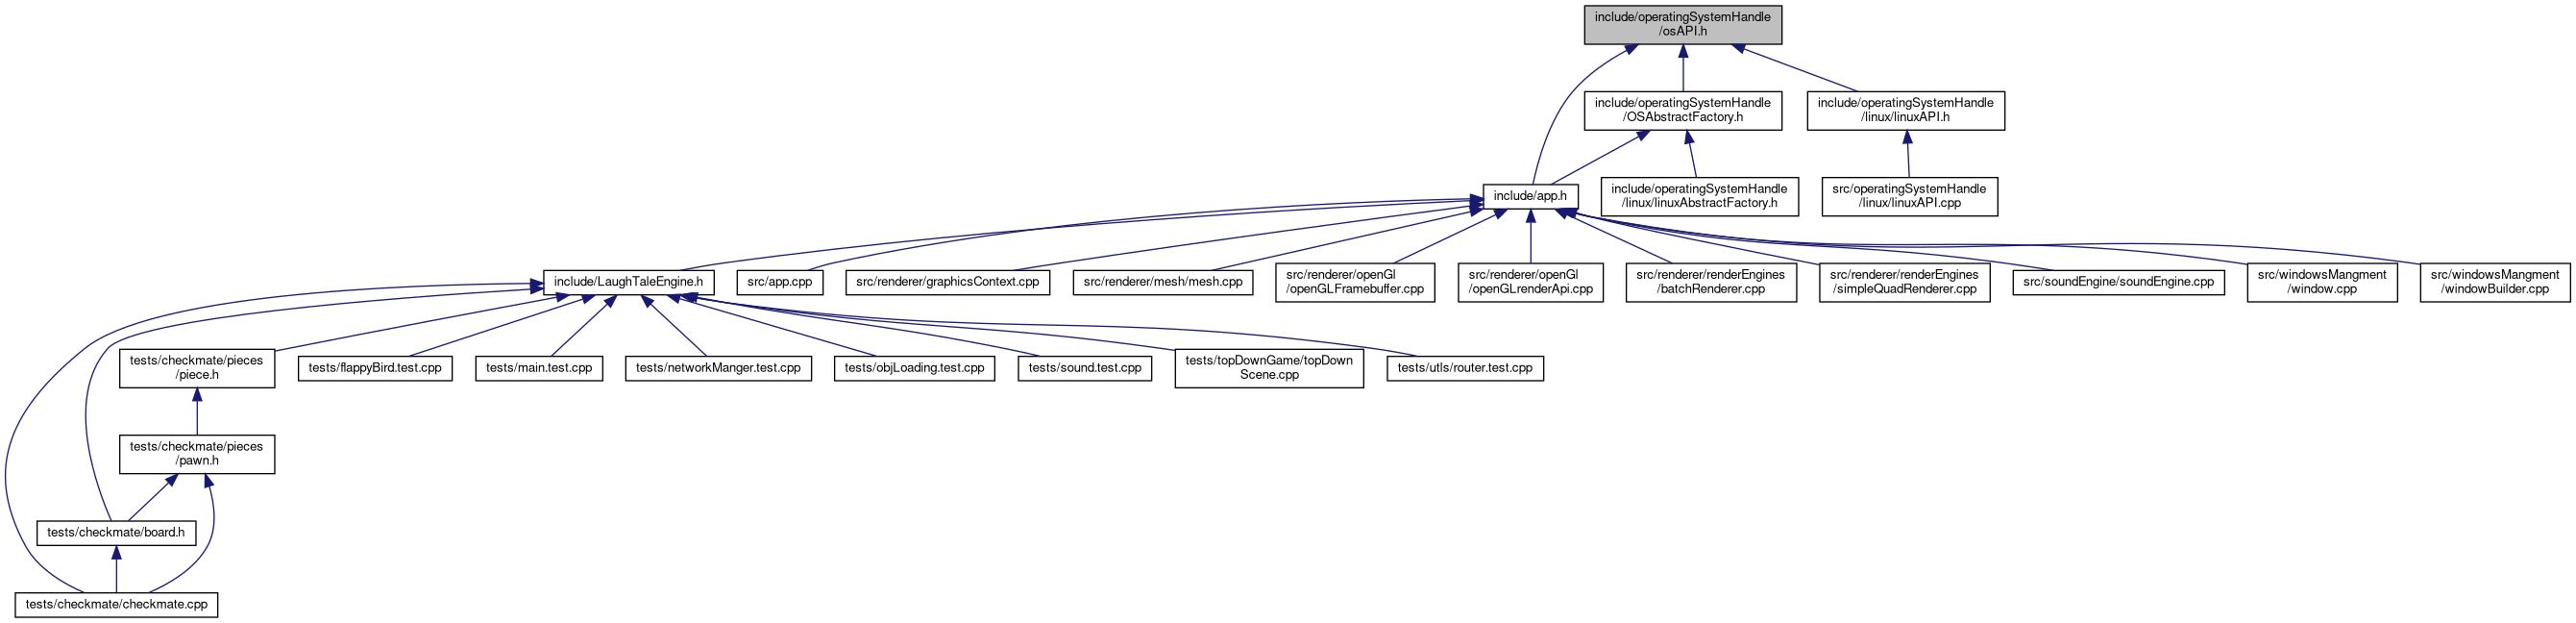 include/operatingSystemHandle
/osAPI.h
include/operatingSystemHandle
/OSAbstractFactory.h
include/operatingSystemHandle
/linux/linuxAPI.h
include/app.h
include/operatingSystemHandle
/linux/linuxAbstractFactory.h
src/operatingSystemHandle
/linux/linuxAPI.cpp
include/LaughTaleEngine.h
src/app.cpp
src/renderer/graphicsContext.cpp
src/renderer/mesh/mesh.cpp
src/renderer/openGl
/openGLFramebuffer.cpp
src/renderer/openGl
/openGLrenderApi.cpp
src/renderer/renderEngines
/batchRenderer.cpp
src/renderer/renderEngines
/simpleQuadRenderer.cpp
src/soundEngine/soundEngine.cpp
src/windowsMangment
/window.cpp
src/windowsMangment
/windowBuilder.cpp
tests/checkmate/pieces
/piece.h
tests/flappyBird.test.cpp
tests/main.test.cpp
tests/networkManger.test.cpp
tests/objLoading.test.cpp
tests/sound.test.cpp
tests/topDownGame/topDown
Scene.cpp
tests/utls/router.test.cpp
tests/checkmate/pieces
/pawn.h
tests/checkmate/board.h
tests/checkmate/checkmate.cpp